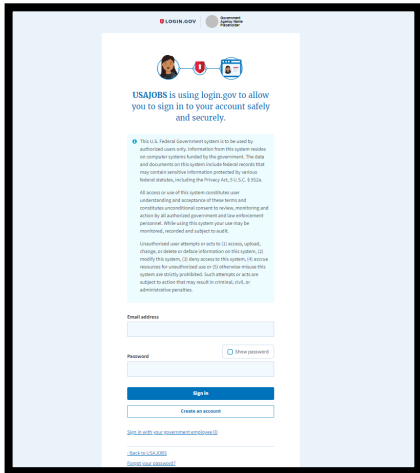 LOGIN.GOV
Government
Agency Name
Placeholder
USAJOBS is using login.gov to allow
you to sign in to your account safely
and securely.
This U.S. Federal Government system is to be used by
authorized users only. Information from this system resides
on computer systems funded by the government. The data
and documents on this system include federal records that
may contain sensitive information protected by various
federal statutes, including the Privacy Act, 5 U.S.C. § 552a.
All access or use of this system constitutes user
understanding and acceptance of these terms and
constitutes unconditional consent to review, monitoring and
action by all authorized government and law enforcement
personnel. While using this system your use may be
monitored, recorded and subject to audit.
Unauthorized user attempts or acts to (1) access, upload,
change, or delete or deface information on this system, (2)
modify this system, (3) deny access to this system, (4) accrue
resources for unauthorized use or (5) otherwise misuse this
system are strictly prohibited. Such attempts or acts are
subject to action that may result in criminal, civil, or
administrative penalties.
Email address
Show password
Password
Sign in
Create an account
Sign in with your government employee ID
‹ Back to USAJOBS
Forgot your password?